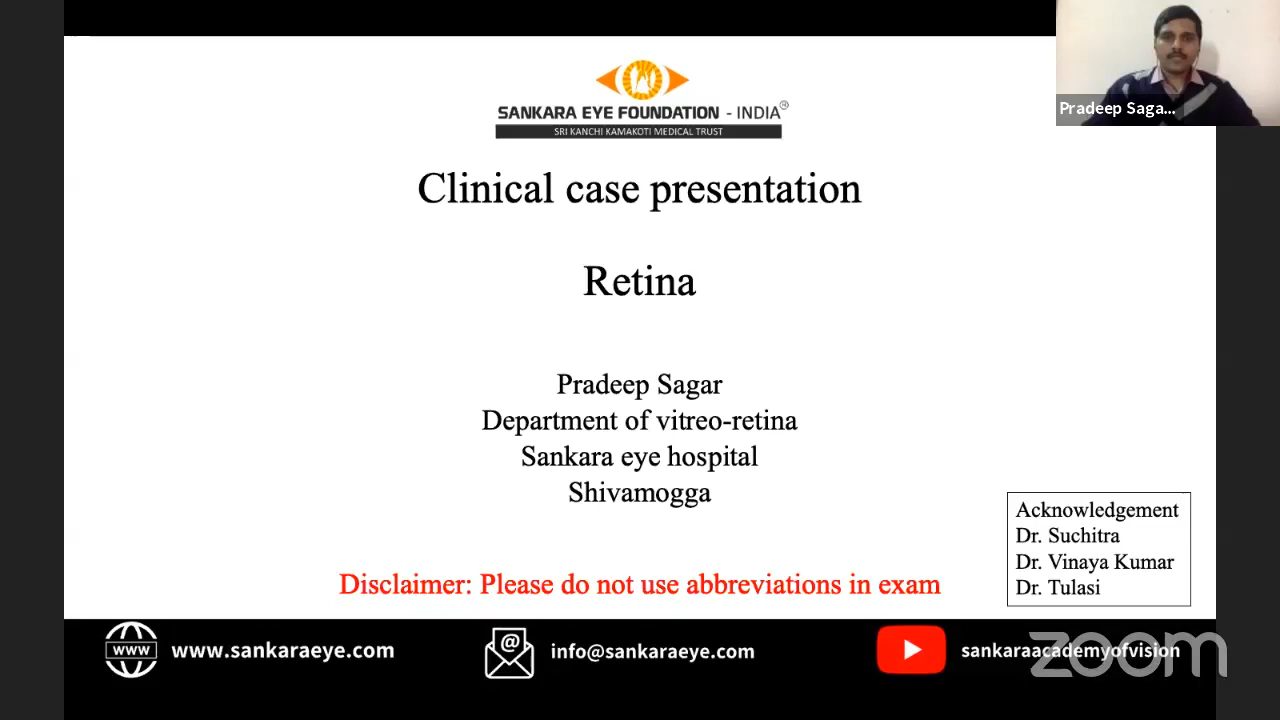 Pradeep Saga...
SANKARA EYE FOUNDATION - INDIA®
SRI KANCHI KAMAKOTI MEDICAL TRUST
Clinical case presentation
Retina
Pradeep Sagar
Department of vitreo-retina
Sankara eye hospital
Shivamogga
Acknowledgement
Dr. Suchitra
Dr. Vinaya Kumar
Dr. Tulasi
Disclaimer: Please do not use abbreviations in exam
www
www.sankaraeye.com
@
info@sankaraeye.com
sankaraacademyofvision
zoom